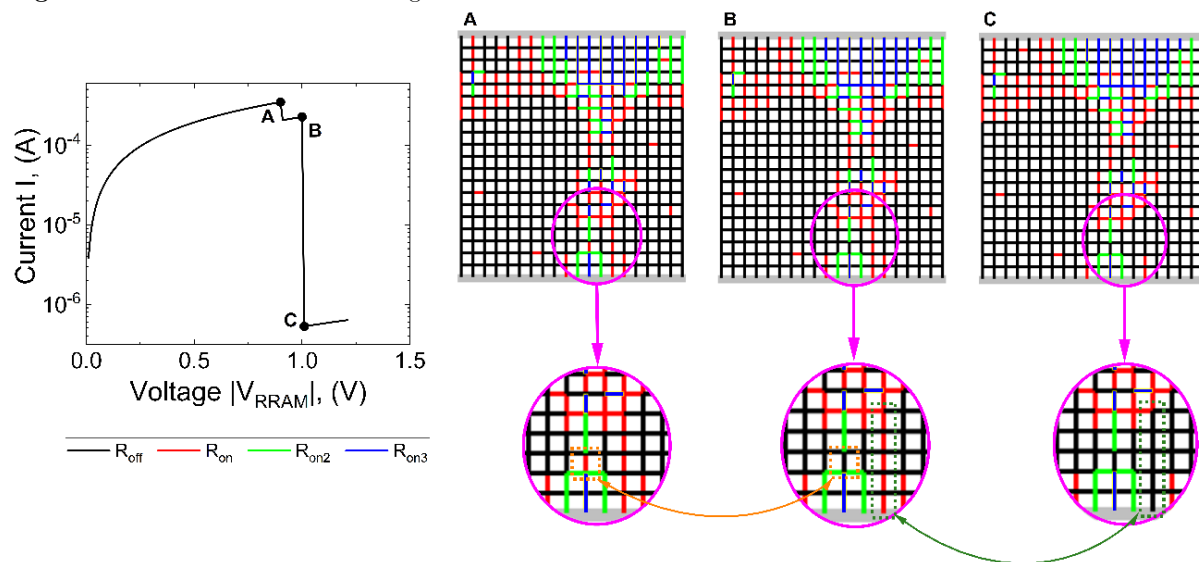 A
B
C
10⁻⁴
10⁻⁵
10⁻⁶
Current I, (A)
A
B
C
0.0
0.5
1.0
1.5
Voltage |V_RRAM|, (V)
R_off R_on R_on2 R_on3